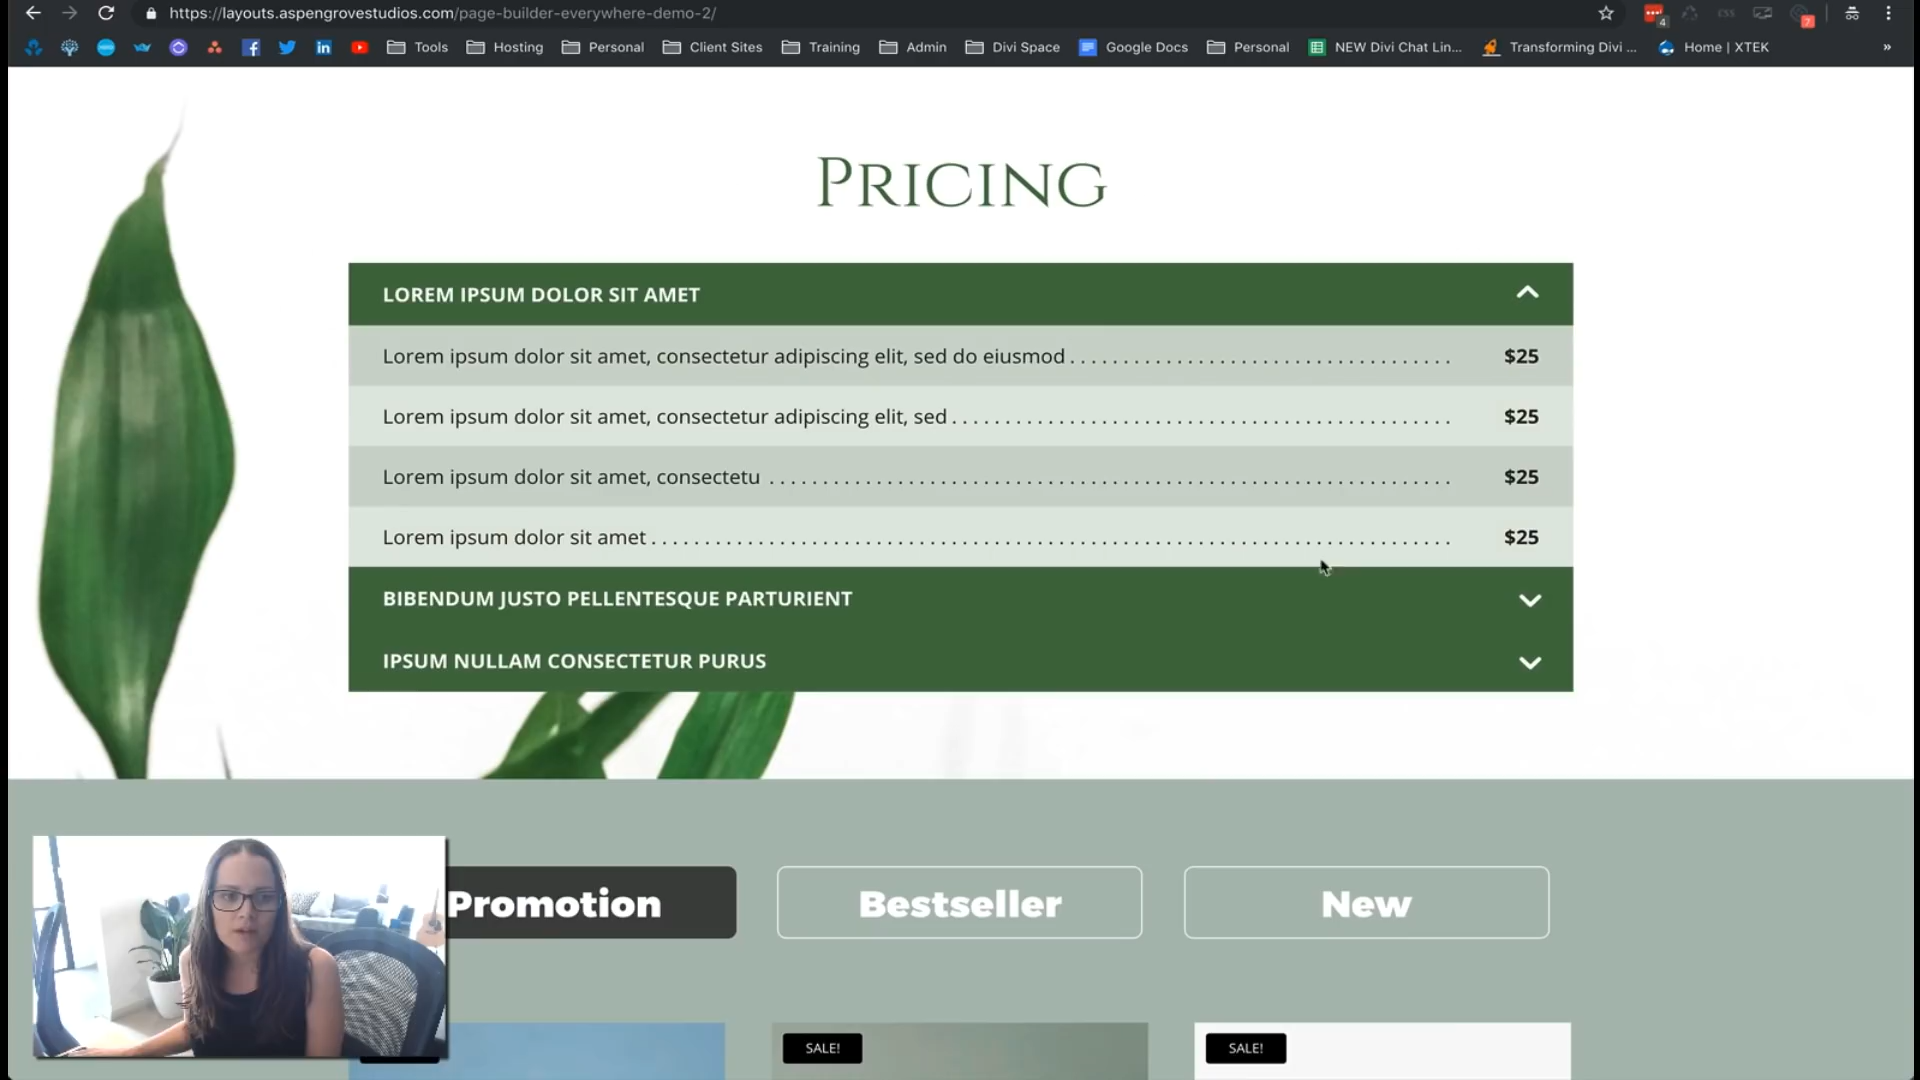 https://layouts.aspengrovestudios.com/page-builder-everywhere-demo-2/
4
css
7
Tools
Hosting
Personal
Client Sites
Training
Admin
Divi Space
Google Docs
Personal
NEW Divi Chat Lin...
Transforming Divi ...
Home | XTEK
»
PRICING
LOREM IPSUM DOLOR SIT AMET
Lorem ipsum dolor sit amet, consectetur adipiscing elit, sed do eiusmod $25
Lorem ipsum dolor sit amet, consectetur adipiscing elit, sed $25
Lorem ipsum dolor sit amet, consectetu $25
Lorem ipsum dolor sit amet $25
BIBENDUM JUSTO PELLENTESQUE PARTURIENT
IPSUM NULLAM CONSECTETUR PURUS
Promotion
Bestseller
New
SALE!
SALE!